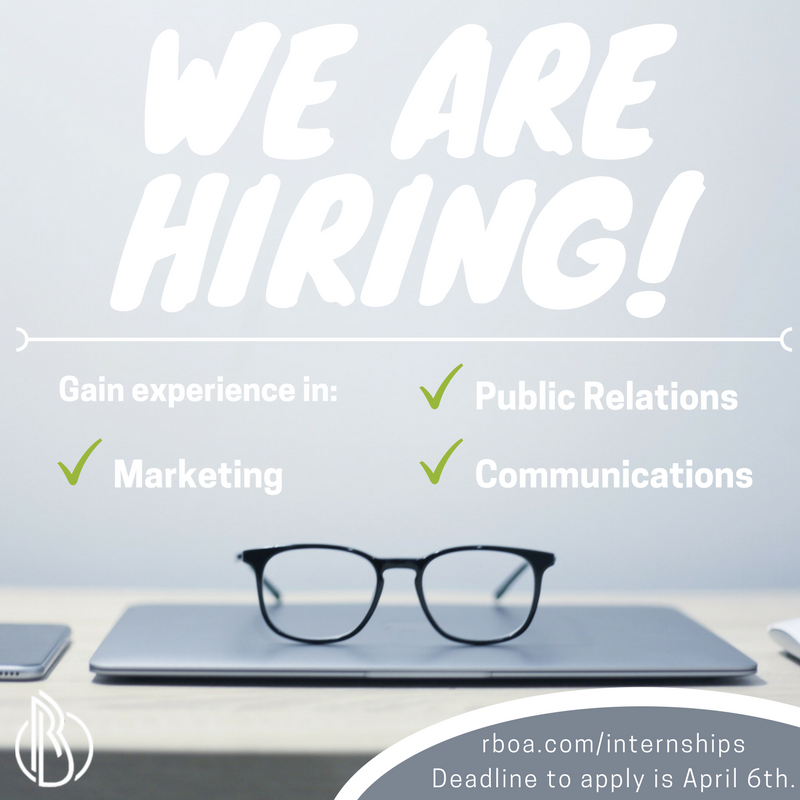 WE ARE
HIRING!
Gain experience in:
Marketing
Public Relations
Communications
rboa.com/internships
Deadline to apply is April 6th.